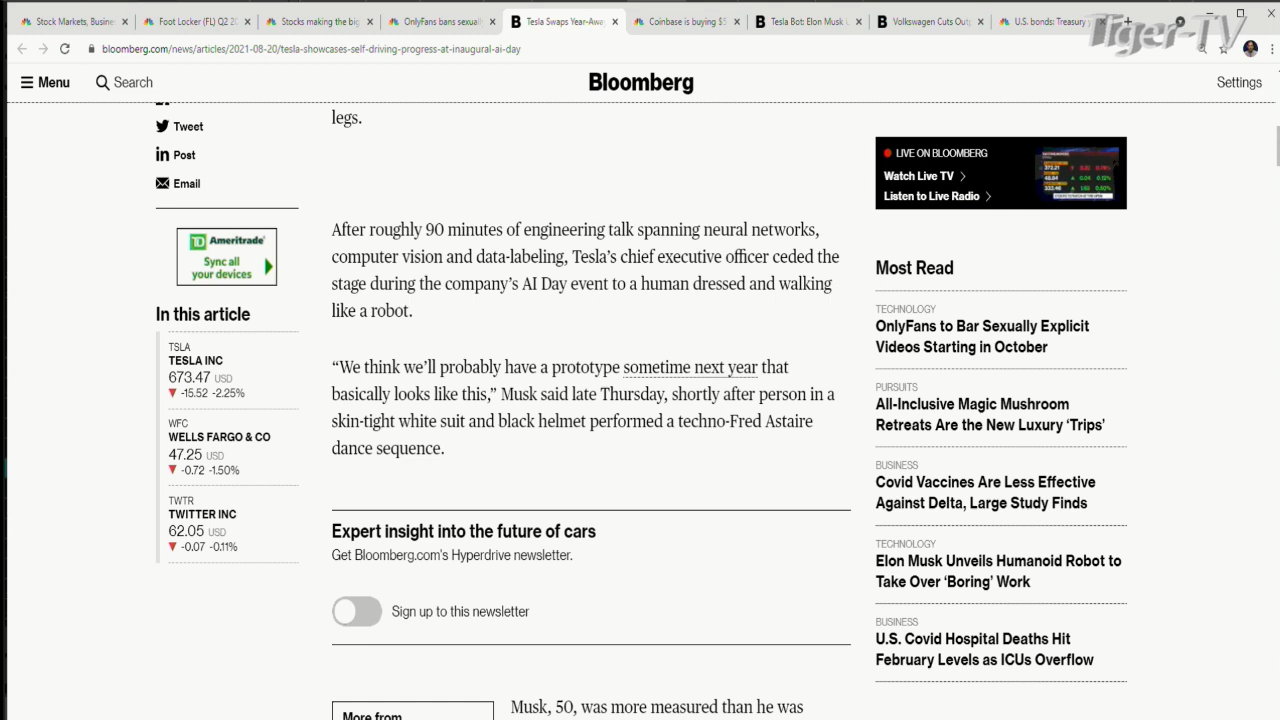 Stock Markets, Busine
Foot Locker (FL) Q2 20
Stocks making the big
OnlyFans bans sexuall
Tesla Swaps Year-Away
Coinbase is buying $5
Tesla Bot: Elon Musk U
Volkswagen Cuts Outp
U.S. bonds: Treasury y
Tiger-TV
bloomberg.com/news/articles/2021-08-20/tesla-showcases-self-driving-progress-at-inaugural-ai-day
Menu
Search
Bloomberg
Settings
Tweet
Post
Email
TD Ameritrade
Sync all
your devices
In this article
TSLA
TESLA INC
673.47 USD
-15.52 -2.25%
WFC
WELLS FARGO & CO
47.25 USD
-0.72 -1.50%
TWTR
TWITTER INC
62.05 USD
-0.07 -0.11%
legs.
After roughly 90 minutes of engineering talk spanning neural networks,
computer vision and data-labeling, Tesla's chief executive officer ceded the
stage during the company's AI Day event to a human dressed and walking
like a robot.
“We think we'll probably have a prototype sometime next year that
basically looks like this,” Musk said late Thursday, shortly after person in a
skin-tight white suit and black helmet performed a techno-Fred Astaire
dance sequence.
Expert insight into the future of cars
Get Bloomberg.com's Hyperdrive newsletter.
Sign up to this newsletter
More from
Musk, 50, was more measured than he was
LIVE ON BLOOMBERG
Watch Live TV
Listen to Live Radio
Most Read
TECHNOLOGY
OnlyFans to Bar Sexually Explicit
Videos Starting in October
PURSUITS
All-Inclusive Magic Mushroom
Retreats Are the New Luxury ‘Trips’
BUSINESS
Covid Vaccines Are Less Effective
Against Delta, Large Study Finds
TECHNOLOGY
Elon Musk Unveils Humanoid Robot to
Take Over ‘Boring’ Work
BUSINESS
U.S. Covid Hospital Deaths Hit
February Levels as ICUs Overflow